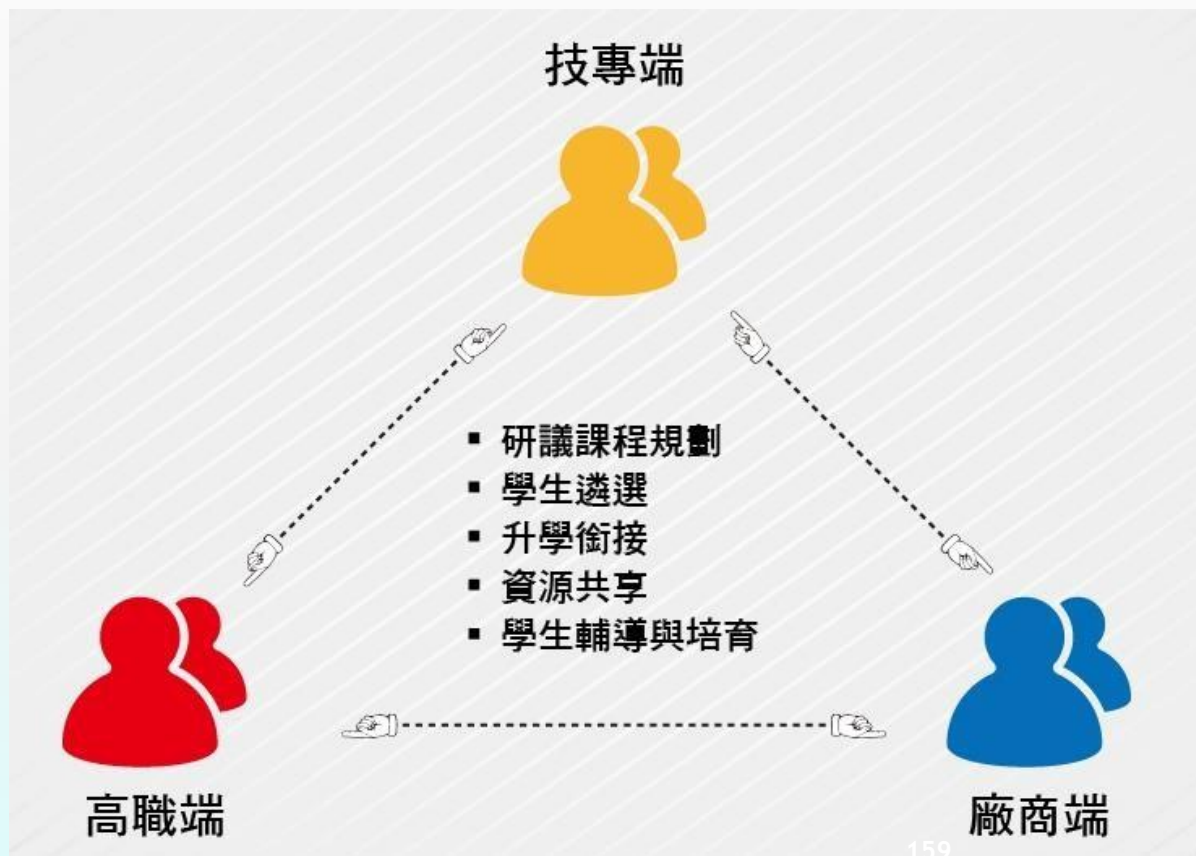 技專端
▪ 研議課程規劃
▪ 學生遴選
▪ 升學銜接
▪ 資源共享
▪ 學生輔導與培育
高職端
廠商端
159